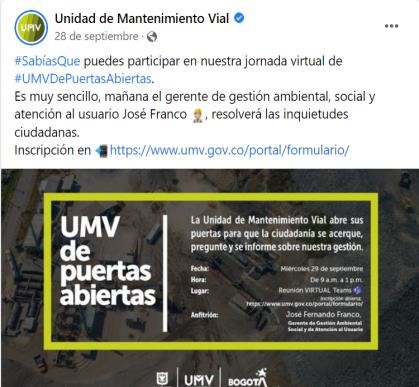 UMV Unidad de Mantenimiento Vial
28 de septiembre ·
#SabíasQue puedes participar en nuestra jornada virtual de
#UMVDePuertasAbiertas.
Es muy sencillo, mañana el gerente de gestión ambiental, social y
atención al usuario José Franco 👷🏼, resolverá las inquietudes
ciudadanas.
Inscripción en 📲https://www.umv.gov.co/portal/formulario/
UMV
de
puertas
abiertas
La Unidad de Mantenimiento Vial abre sus
puertas para que la ciudadanía se acerque,
pregunte y se informe sobre nuestra gestión.
Fecha: Miércoles 29 de septiembre
Hora: De 9 a.m. a 1 p.m.
Lugar: Reunión VIRTUAL Teams
Incripción abierta:
https://www.umv.gov.co/portal/formulario/
Anfitrión: José Fernando Franco,
Gerente de Gestión Ambiental
Social y de Atención al Usuario
UMV BOGOTÁ